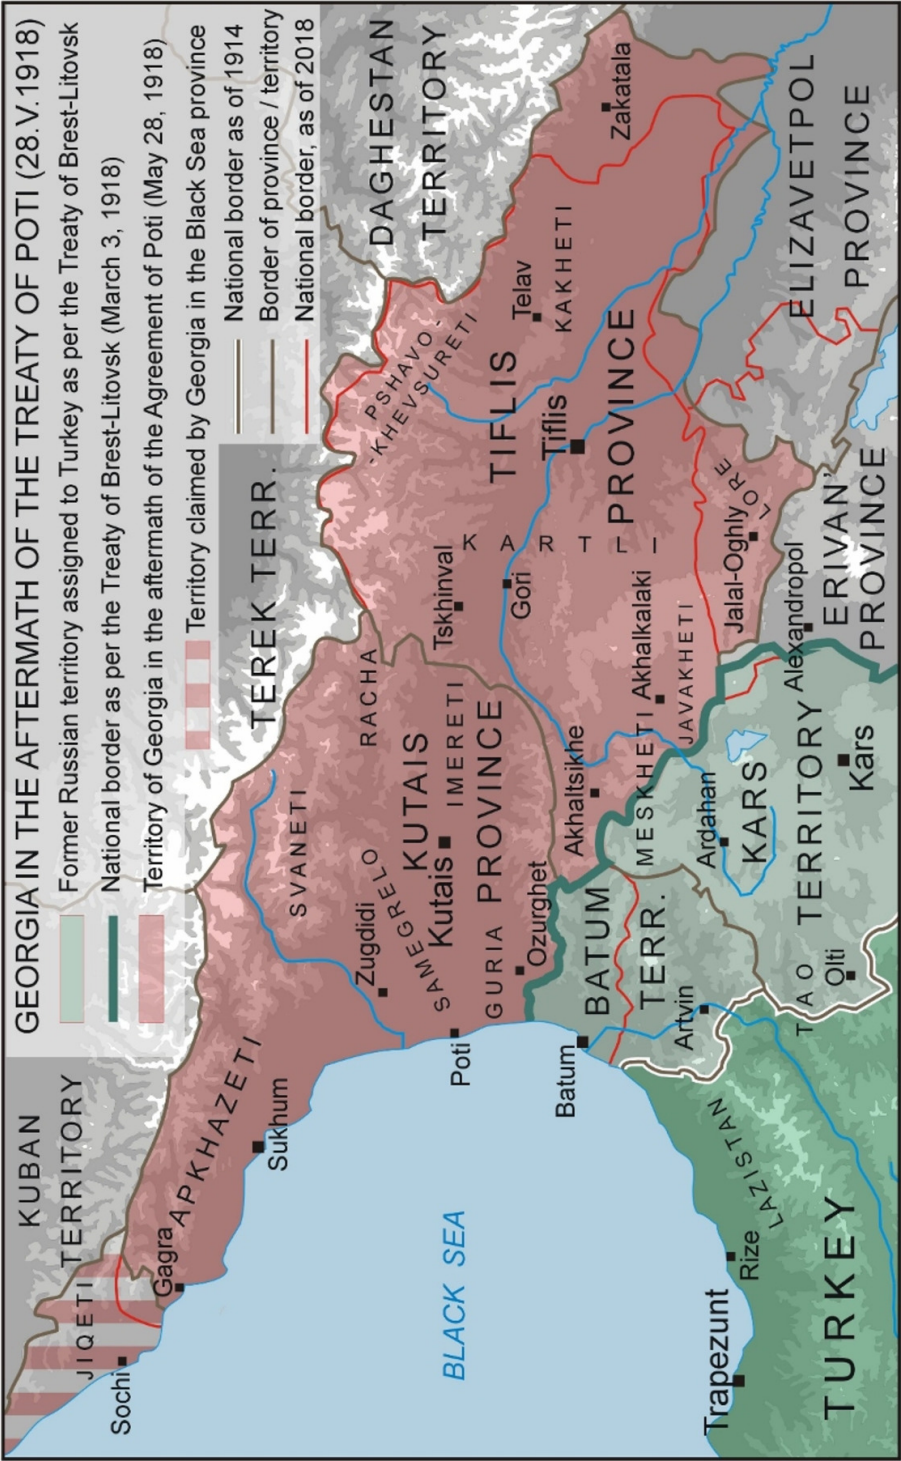 GEORGIA IN THE AFTERMATH OF THE TREATY OF POTI (28.V.1918)
Former Russian territory assigned to Turkey as per the Treaty of Brest-Litovsk
National border as per the Treaty of Brest-Litovsk (March 3, 1918)
Territory of Georgia in the aftermath of the Agreement of Poti (May 28, 1918)
Territory claimed by Georgia in the Black Sea province
National border as of 1914
Border of province / territory
National border, as of 2018
KUBAN
TERRITORY
JIQETI
Sochi
Gagra
APKHAZETI
Sukhum
TEREK TERR.
DAGHESTAN
TERRITORY
SVANETI
RACHA
Zugdidi
SAMEGRELO
KUTAIS
Kutais
IMERETI
PROVINCE
GURIA
Poti
Ozurghet
PSHAVO-
-KHEVSURETI
Tskhinval
KARTLI
Gori
TIFLIS
Tiflis
PROVINCE
Telav
KAKHETI
Zakatala
BLACK SEA
Batum
BATUM
TERR.
Artvin
Akhaltsikhe
MESKHETI
Akhalkalaki
JAVAKHETI
LORE
Jalal-Oghly
Alexandropol
ERIVAN'
PROVINCE
ELIZAVETPOL
PROVINCE
Ardahan
KARS
TERRITORY
Kars
TAO
Olti
LAZISTAN
Rize
Trapezunt
TURKEY